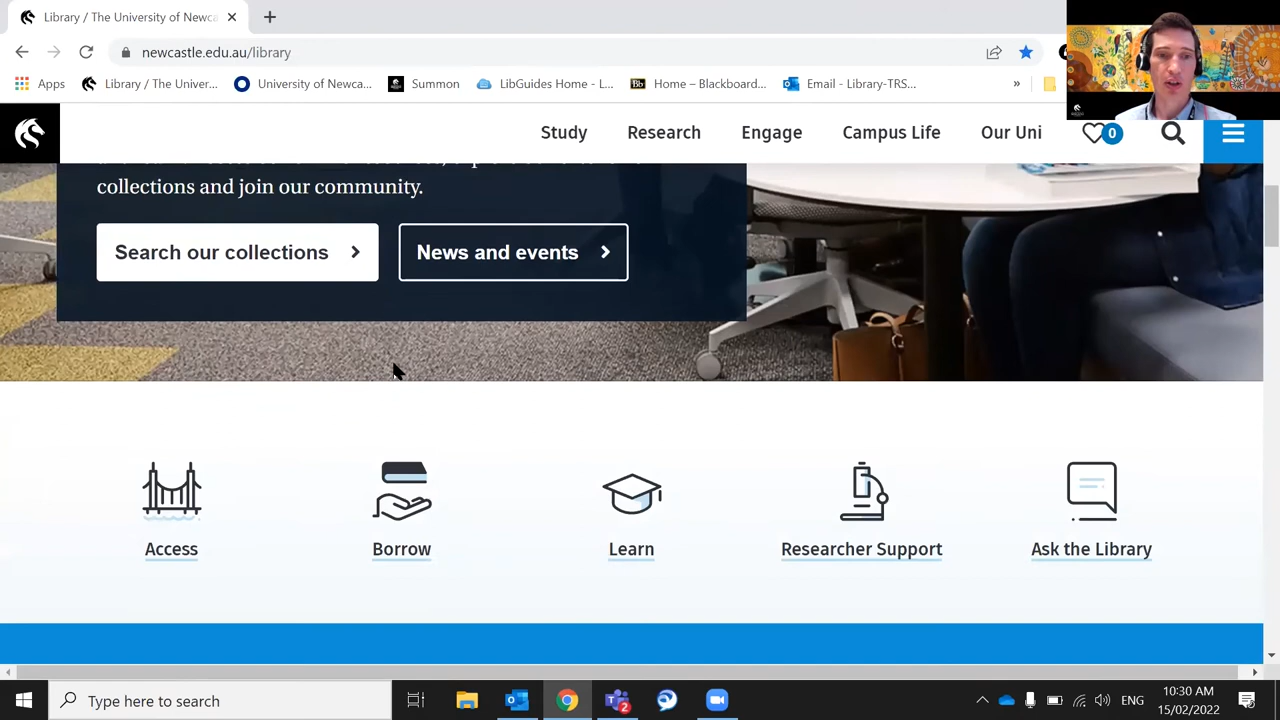 Library / The University of Newca
newcastle.edu.au/library
Apps
Library / The Univer...
University of Newca...
Summon
LibGuides Home - L...
Bb
Home – Blackboard...
Email - Library-TRS...
»
Study
Research
Engage
Campus Life
Our Uni
0
collections and join our community.
Search our collections
News and events
Access
Borrow
Learn
Researcher Support
Ask the Library
Type here to search
2
ENG
10:30 AM
15/02/2022